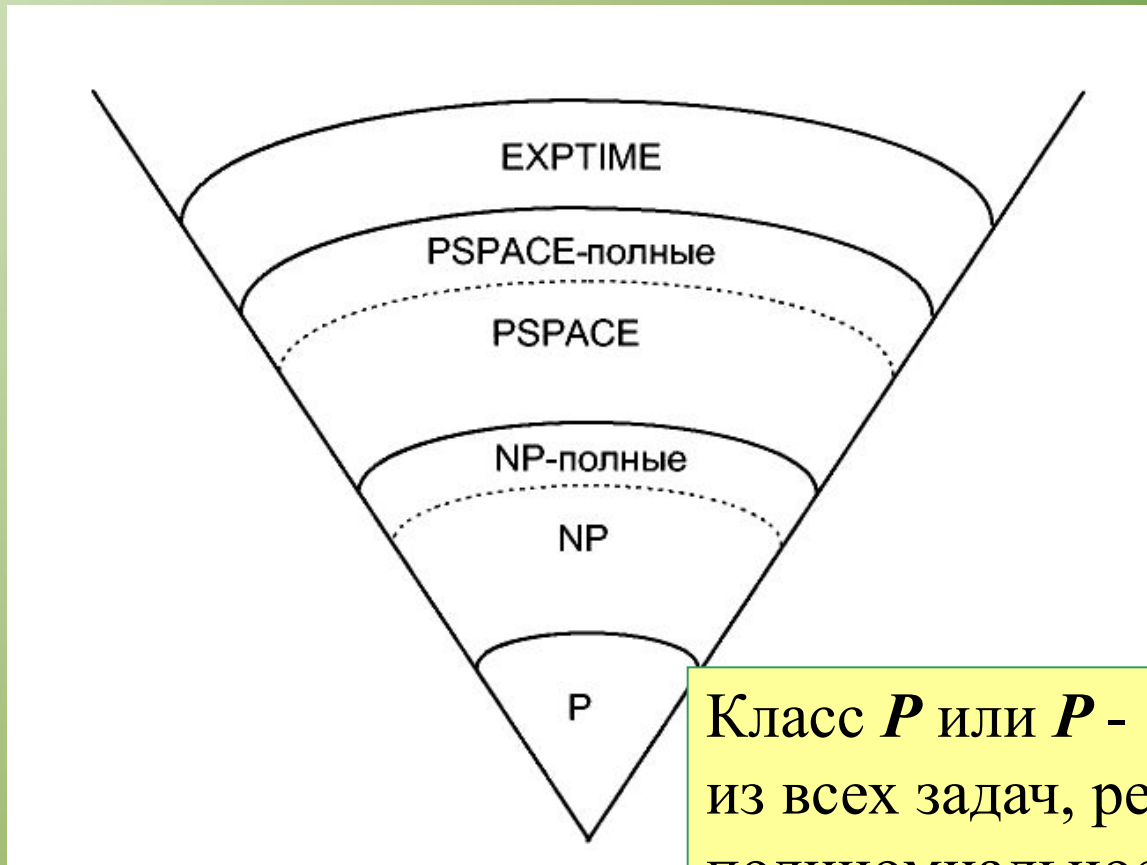 EXPTIME
PSPACE-полные
PSPACE
NP-полные
NP
P
Класс P или P -
из всех задач, ре